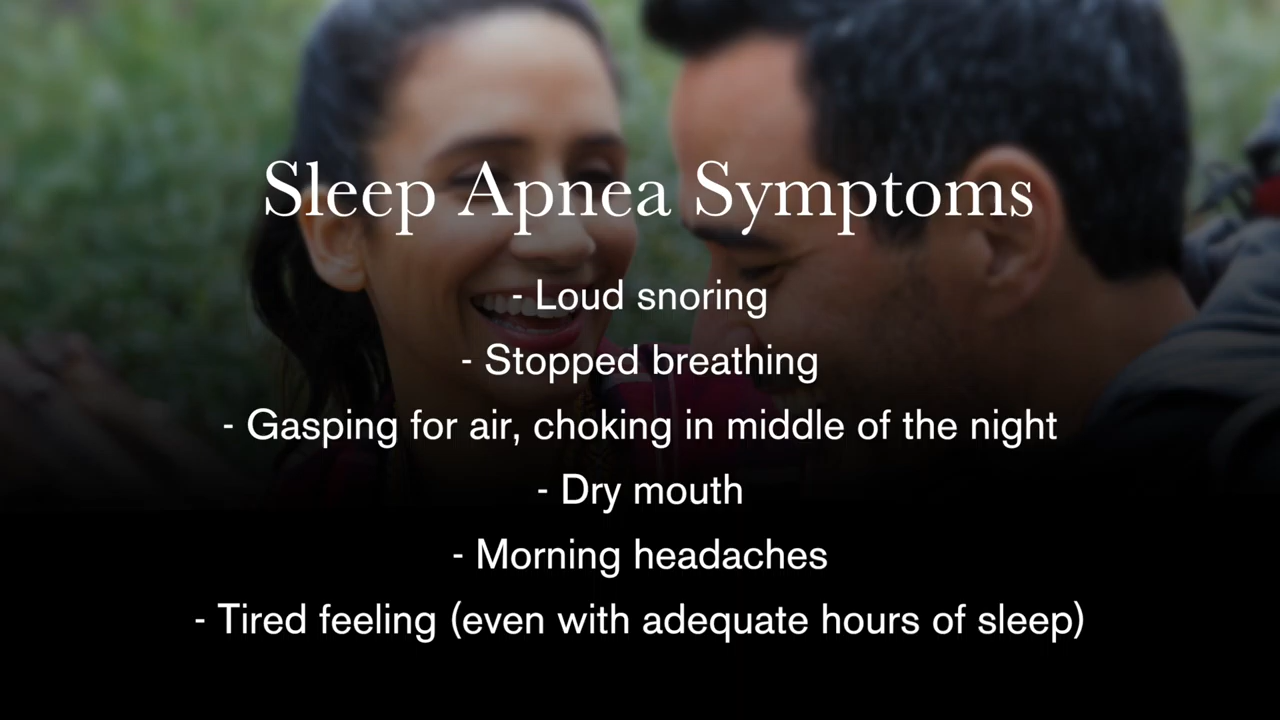 Sleep Apnea Symptoms
- Loud snoring
- Stopped breathing
- Gasping for air, choking in middle of the night
- Dry mouth
- Morning headaches
- Tired feeling (even with adequate hours of sleep)